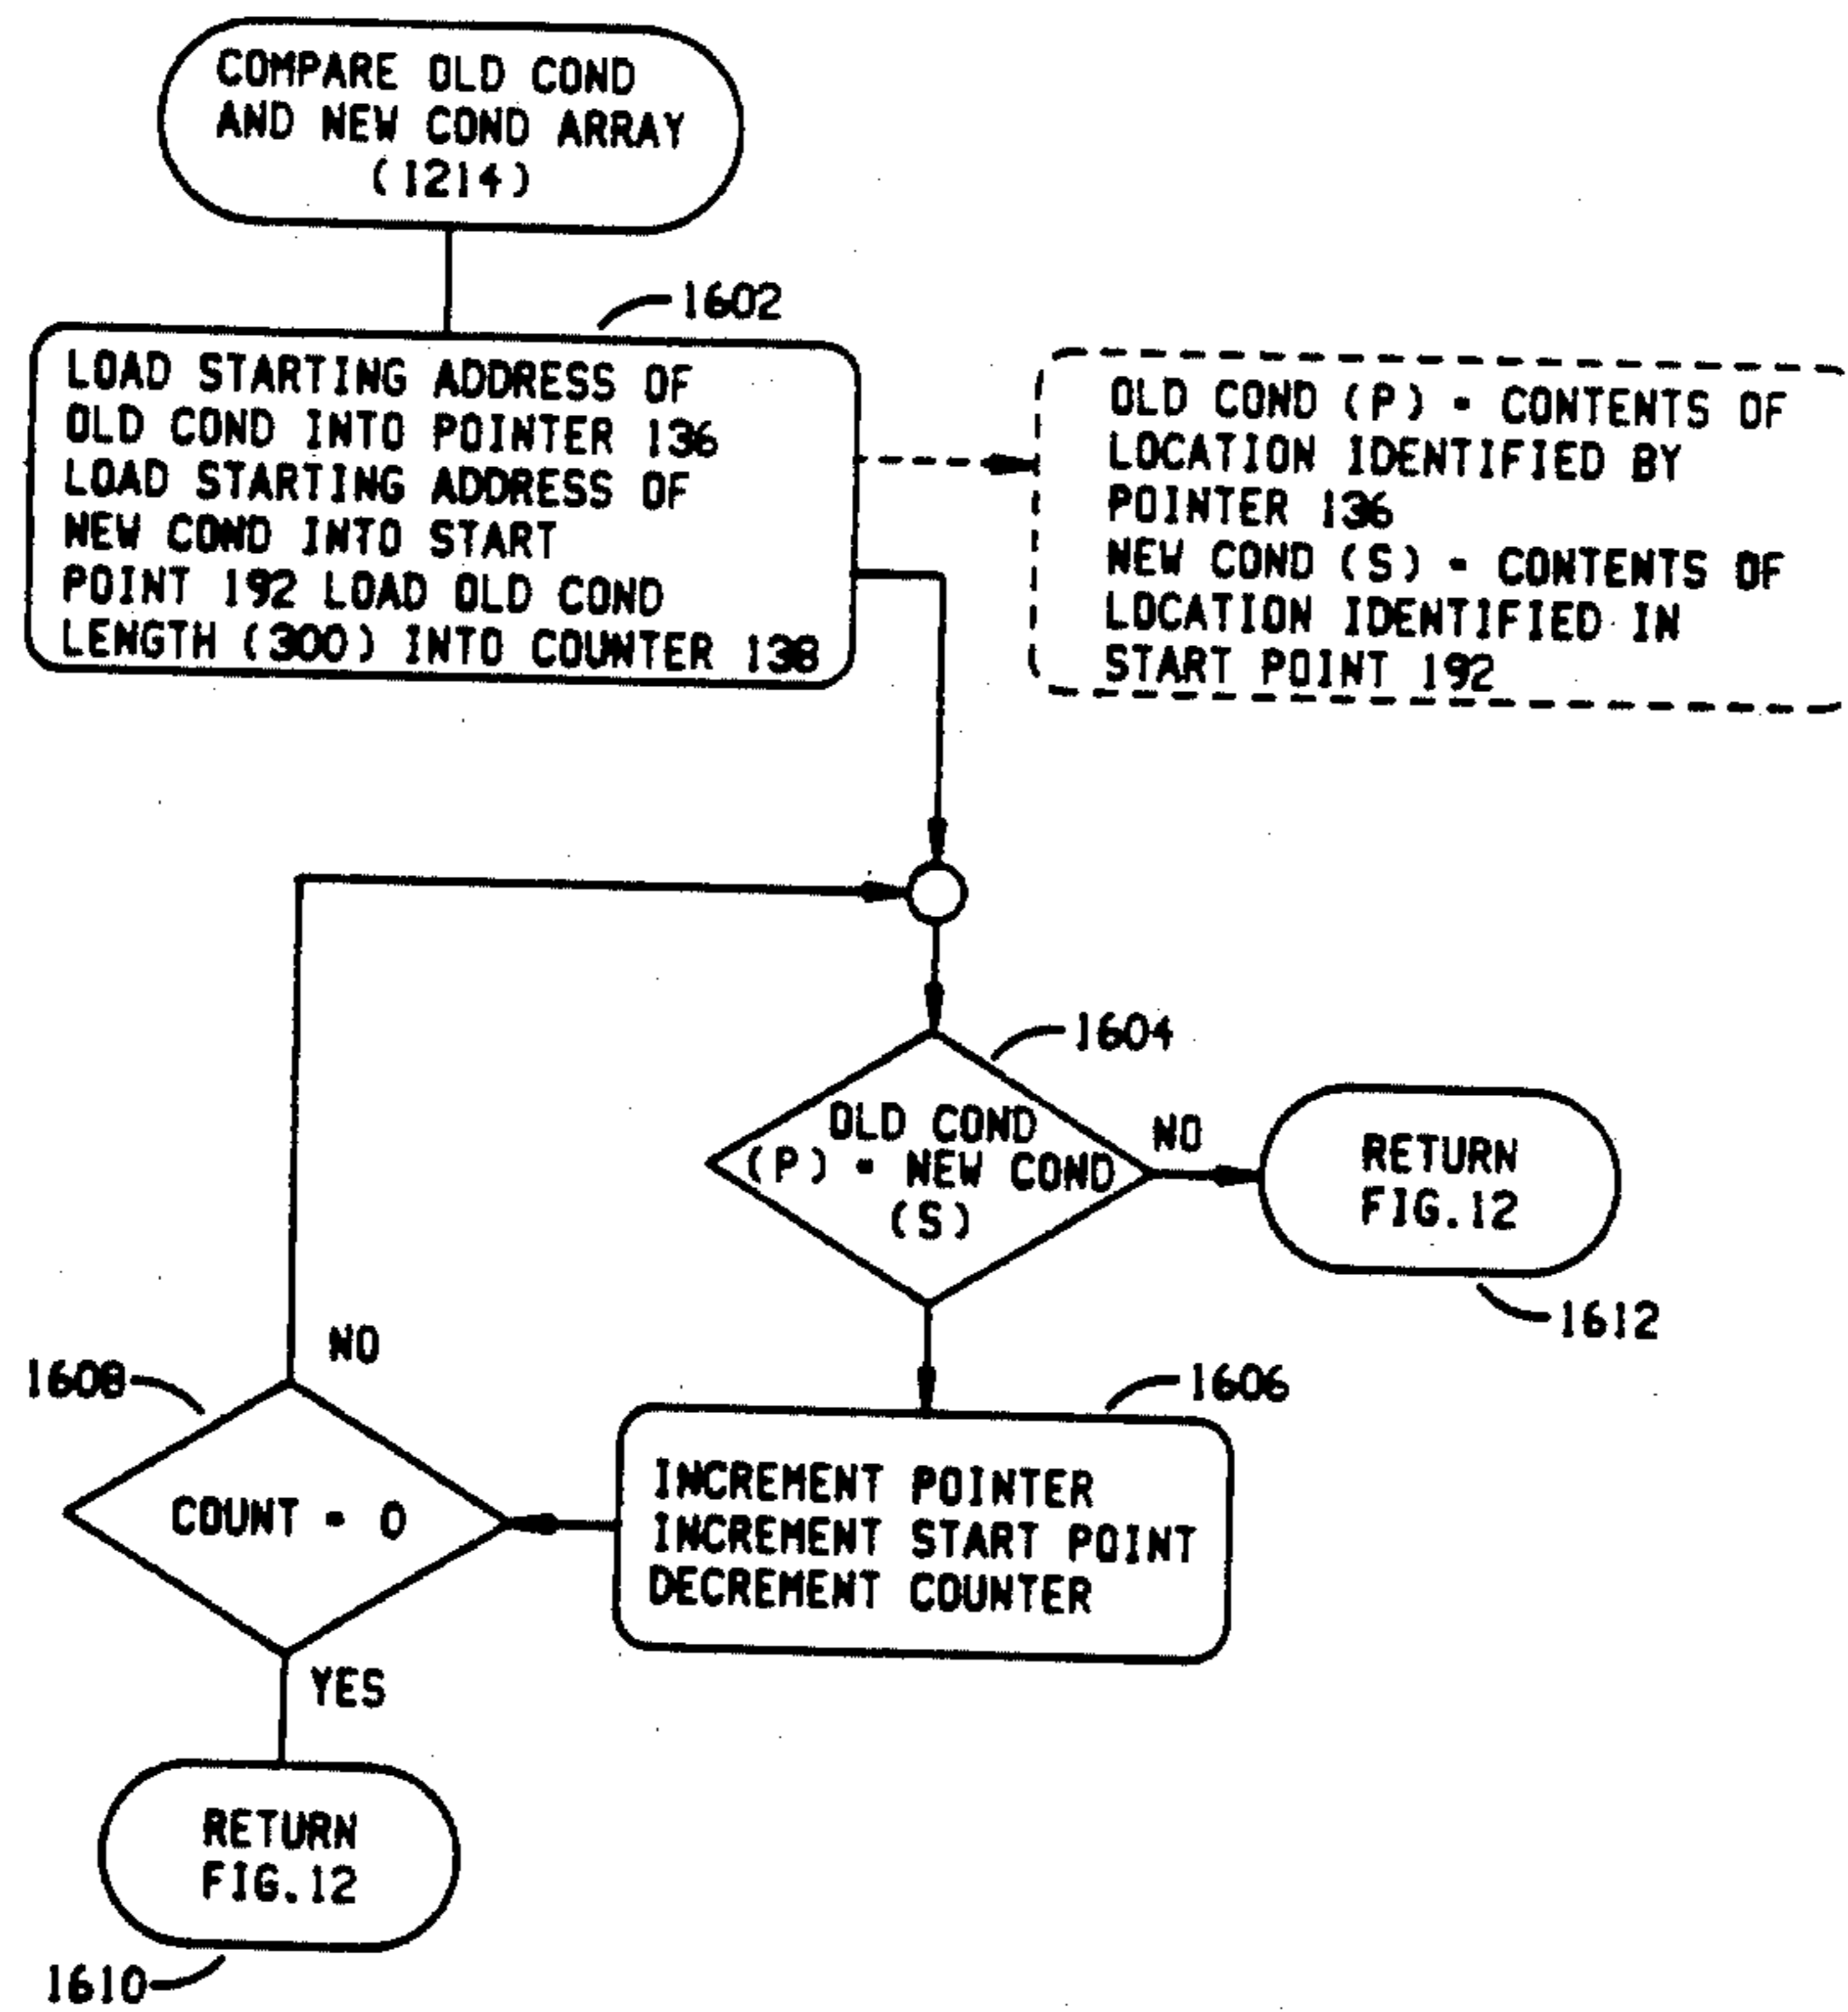 COMPARE OLD COND
AND NEW COND ARRAY
(1214)
1602
LOAD STARTING ADDRESS OF
OLD COND INTO POINTER 136
LOAD STARTING ADDRESS OF
NEW COND INTO START
POINT 192 LOAD OLD COND
LENGTH (300) INTO COUNTER 138
OLD COND (P) = CONTENTS OF
LOCATION IDENTIFIED BY
POINTER 136
NEW COND (S) = CONTENTS OF
LOCATION IDENTIFIED IN
START POINT 192
1604
OLD COND
(P) = NEW COND
(S)
NO
RETURN
FIG.12
1612
NO
1608
COUNT = 0
1606
INCREMENT POINTER
INCREMENT START POINT
DECREMENT COUNTER
YES
RETURN
FIG.12
1610